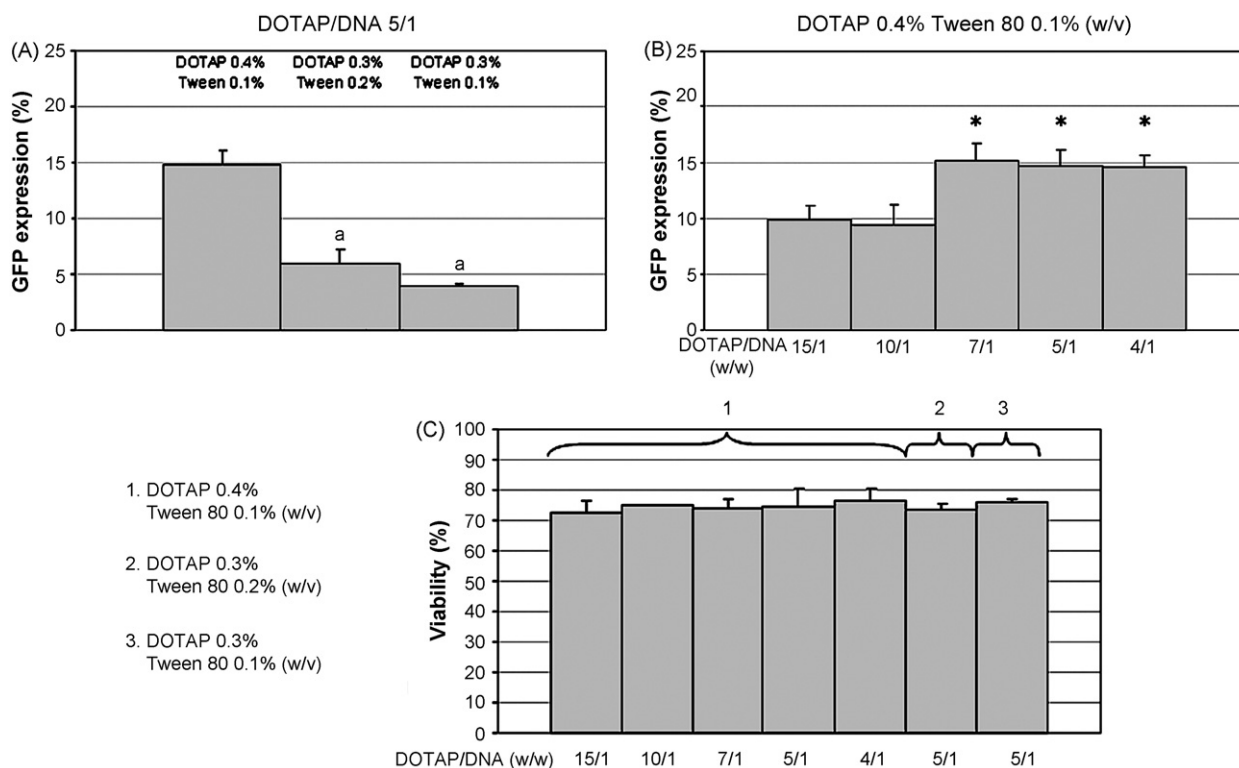 DOTAP/DNA 5/1
(A)
GFP expression (%)
25
20
15
10
5
0
DOTAP 0.4%
Tween 0.1%
DOTAP 0.3%
Tween 0.2%
DOTAP 0.3%
Tween 0.1%
a
a
DOTAP 0.4% Tween 80 0.1% (w/v)
(B)
GFP expression (%)
25
20
15
10
5
0
* * *
DOTAP/DNA 15/1 10/1 7/1 5/1 4/1
(w/w)
1. DOTAP 0.4%
Tween 80 0.1% (w/v)
2. DOTAP 0.3%
Tween 80 0.2% (w/v)
3. DOTAP 0.3%
Tween 80 0.1% (w/v)
(C)
1 2 3
Viability (%)
100
90
80
70
60
50
40
30
20
10
0
DOTAP/DNA (w/w) 15/1 10/1 7/1 5/1 4/1 5/1 5/1